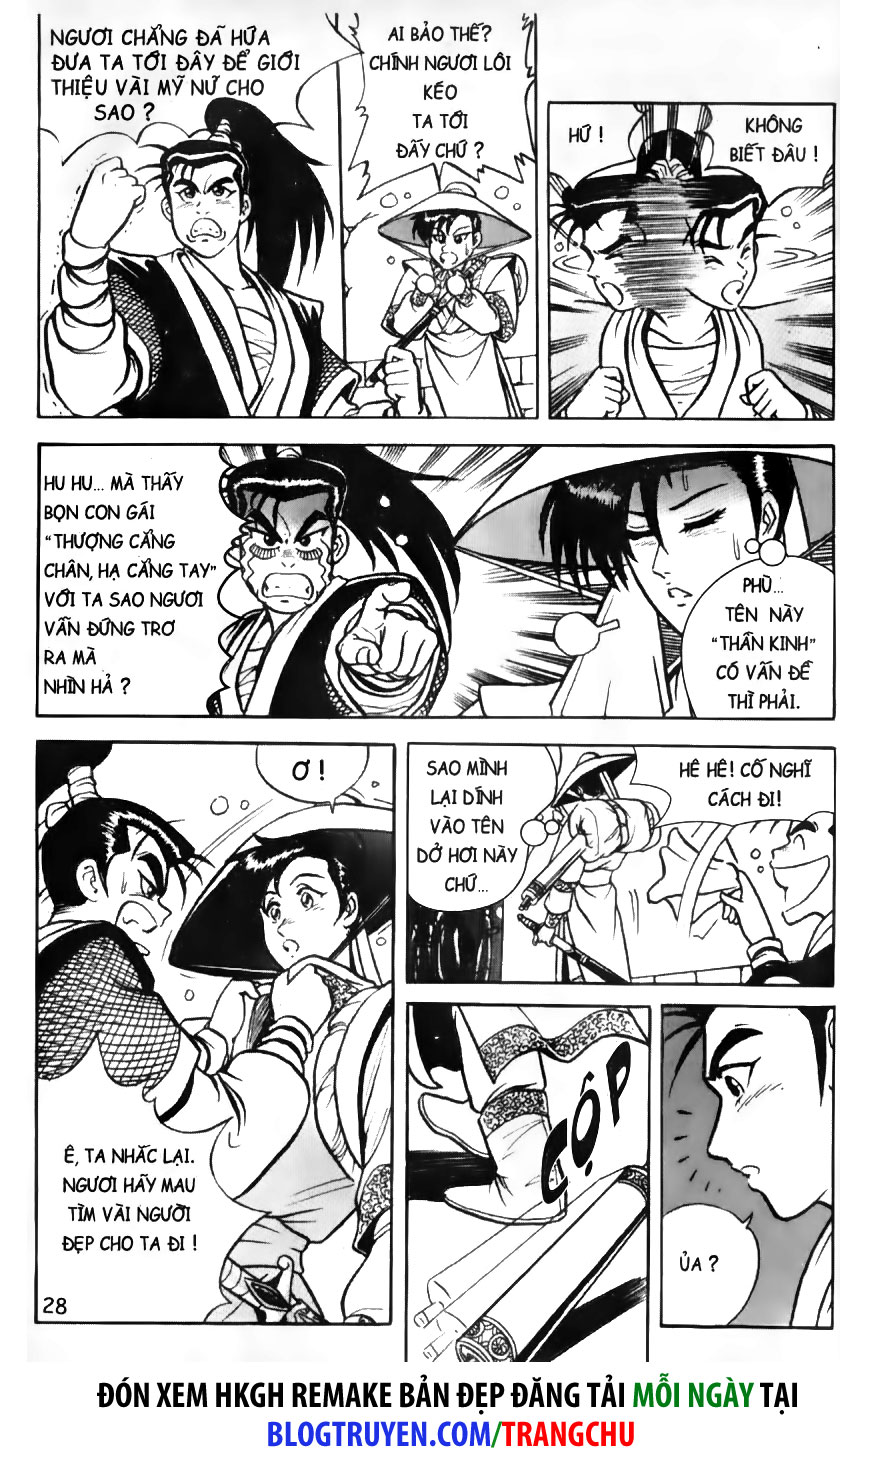 NGƯƠI CHẲNG ĐÃ HỨA
ĐƯA TA TỚI ĐÂY ĐỂ GIỚI
THIỆU VÀI MỸ NỮ CHO
SAO ?
AI BẢO THẾ?
CHÍNH NGƯƠI LÔI
KÉO
TA TỚI
ĐẤY CHỨ ?
HỨ !
KHÔNG
BIẾT ĐÂU !
HU HU... MÀ THẤY
BỌN CON GÁI
“THƯỢNG CẲNG
CHÂN, HẠ CẲNG TAY”
VỚI TA SAO NGƯƠI
VẪN ĐỨNG TRƠ
RA MÀ
NHÌN HẢ ?
PHÙ...
TÊN NÀY
“THẦN KINH”
CÓ VẤN ĐỀ
THÌ PHẢI.
Ơ !
Ê, TA NHẮC LẠI.
NGƯƠI HÃY MAU
TÌM VÀI NGƯỜI
ĐẸP CHO TA ĐI !
28
SAO MÌNH
LẠI DÍNH
VÀO TÊN
DỞ HƠI NÀY
CHỨ...
HÊ HÊ! CỐ NGHĨ
CÁCH ĐI!
CỘP
ỦA ?
ĐÓN XEM HKGH REMAKE BẢN ĐẸP ĐĂNG TẢI MỖI NGÀY TẠI
BLOGTRUYEN.COM/TRANGCHU